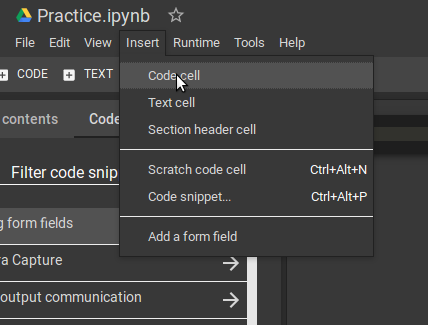 Practice.ipynb
File Edit View Insert Runtime Tools Help
CODE TEXT
Code cell
Text cell
contents Code
Section header cell
Filter code snip
Scratch code cell Ctrl+Alt+N
Code snippet... Ctrl+Alt+P
form fields
Add a form field
Capture
output communication